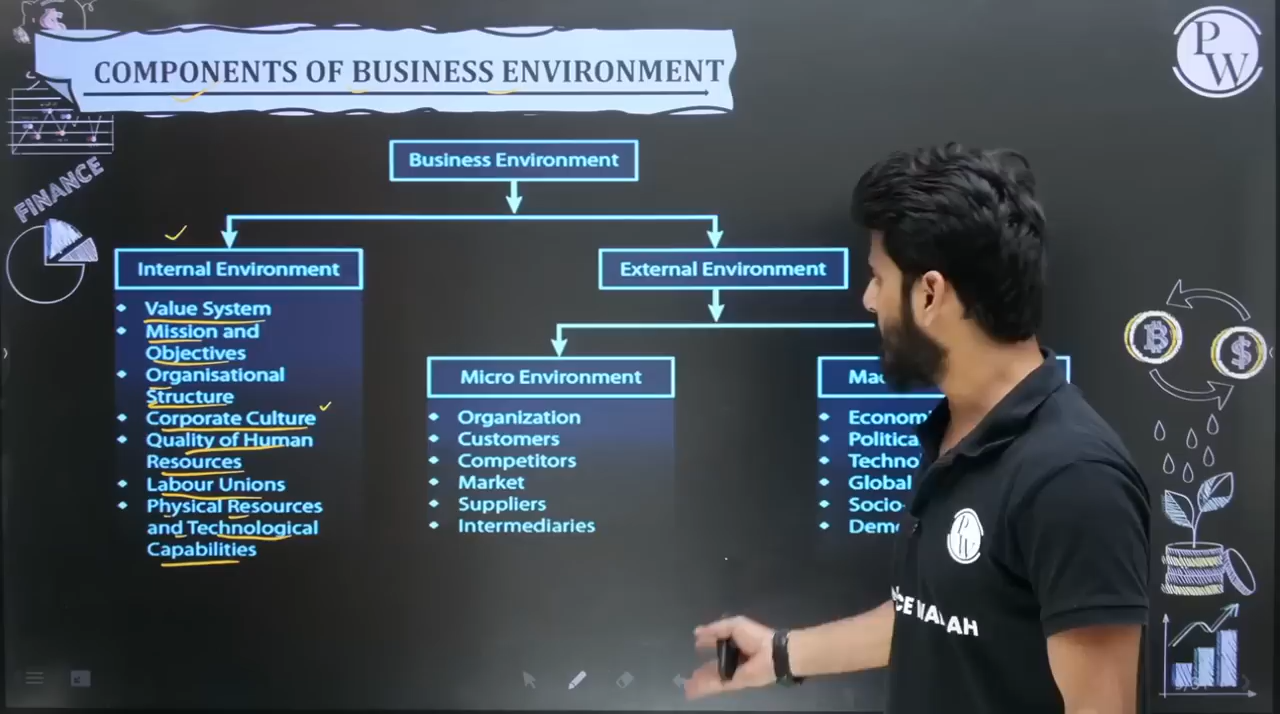 COMPONENTS OF BUSINESS ENVIRONMENT
P
W
FINANCE
Business Environment
Internal Environment
External Environment
Value System
Mission and
Objectives
Organisational
Structure
Corporate Culture
Quality of Human
Resources
Labour Unions
Physical Resources
and Technological
Capabilities
Micro Environment
Organization
Customers
Competitors
Market
Suppliers
Intermediaries
Global